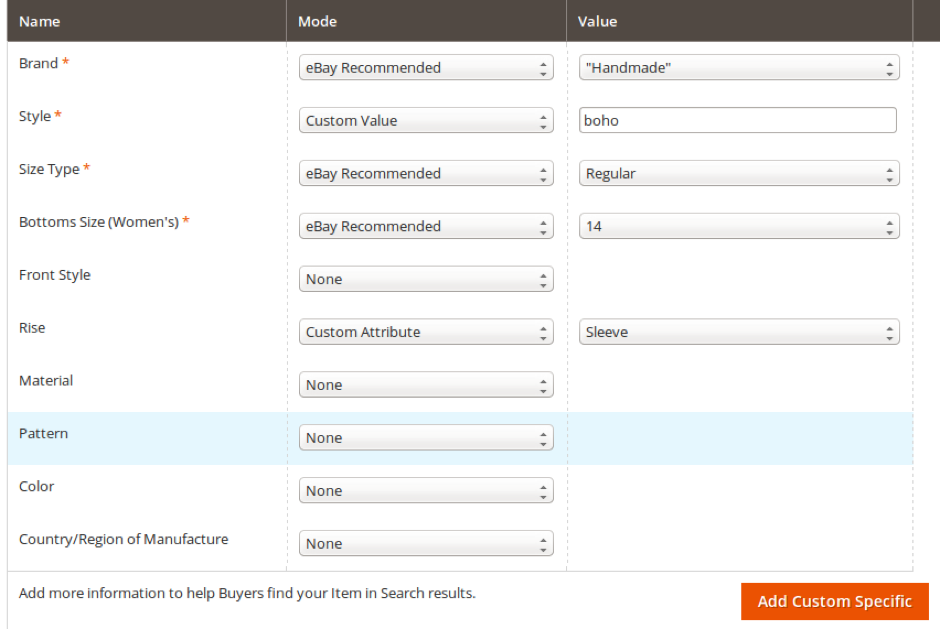 Name Mode Value
Brand * eBay Recommended "Handmade"
Style * Custom Value boho
Size Type * eBay Recommended Regular
Bottoms Size (Women's) * eBay Recommended 14
Front Style None
Rise Custom Attribute Sleeve
Material None
Pattern None
Color None
Country/Region of Manufacture None
Add more information to help Buyers find your Item in Search results. Add Custom Specific